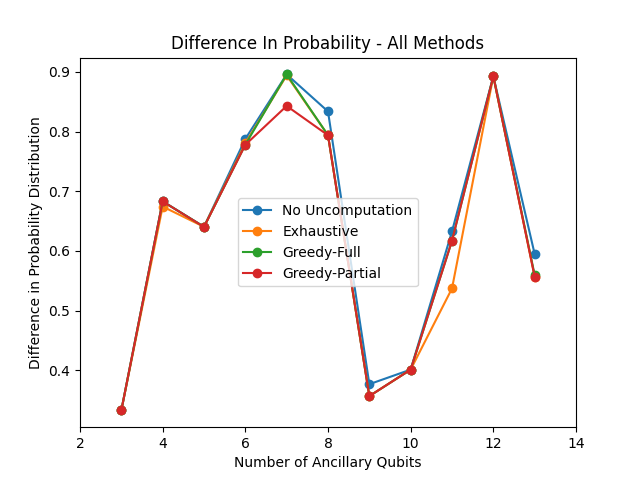 Difference In Probability - All Methods
Difference in Probability Distribution
0.9
0.8
0.7
0.6
0.5
0.4
No Uncomputation
Exhaustive
Greedy-Full
Greedy-Partial
2 4 6 8 10 12 14
Number of Ancillary Qubits